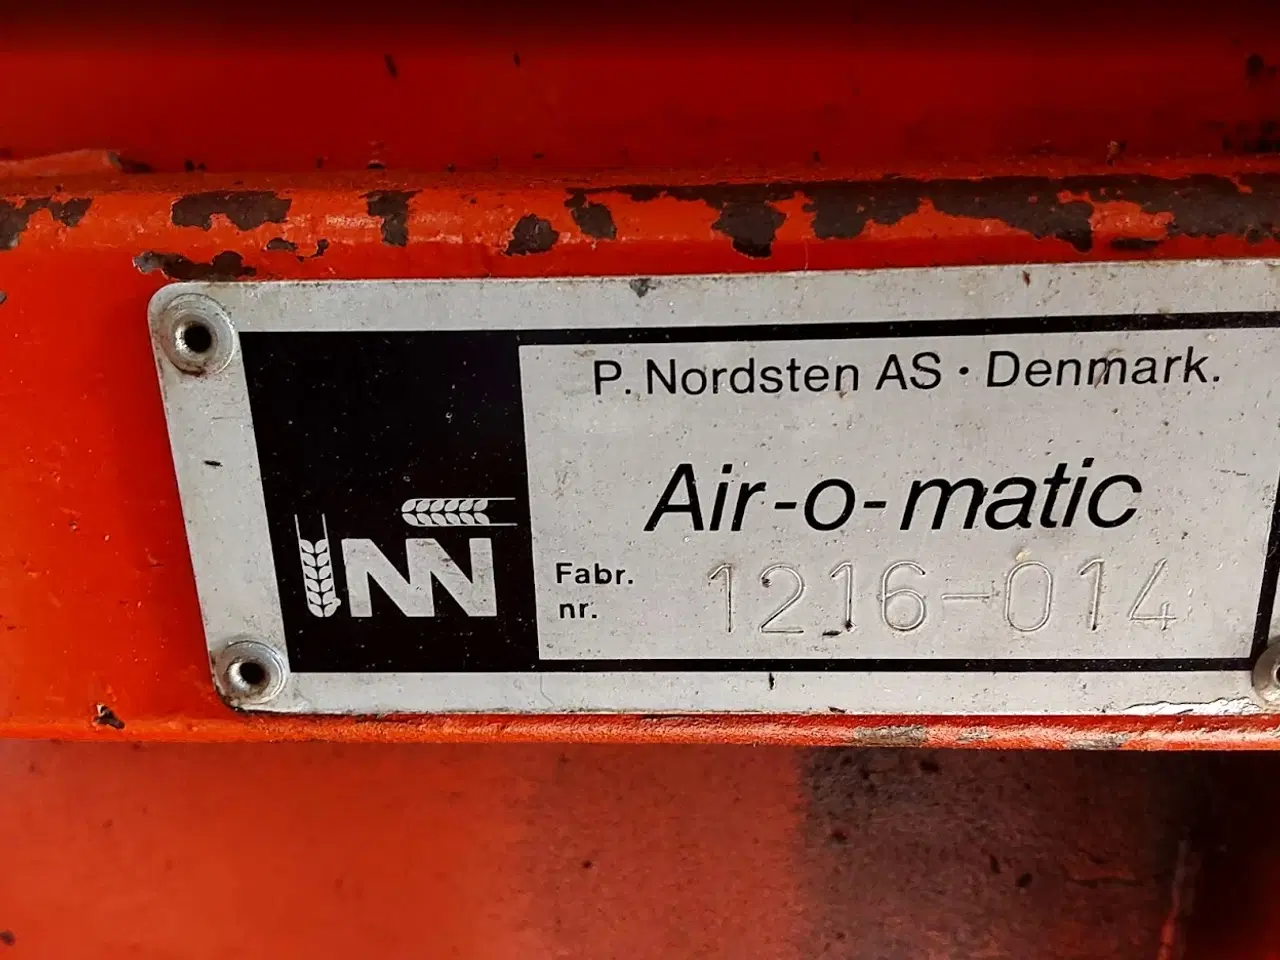 P. Nordsten AS · Denmark.
Air-o-matic
Fabr. nr. 1216-014